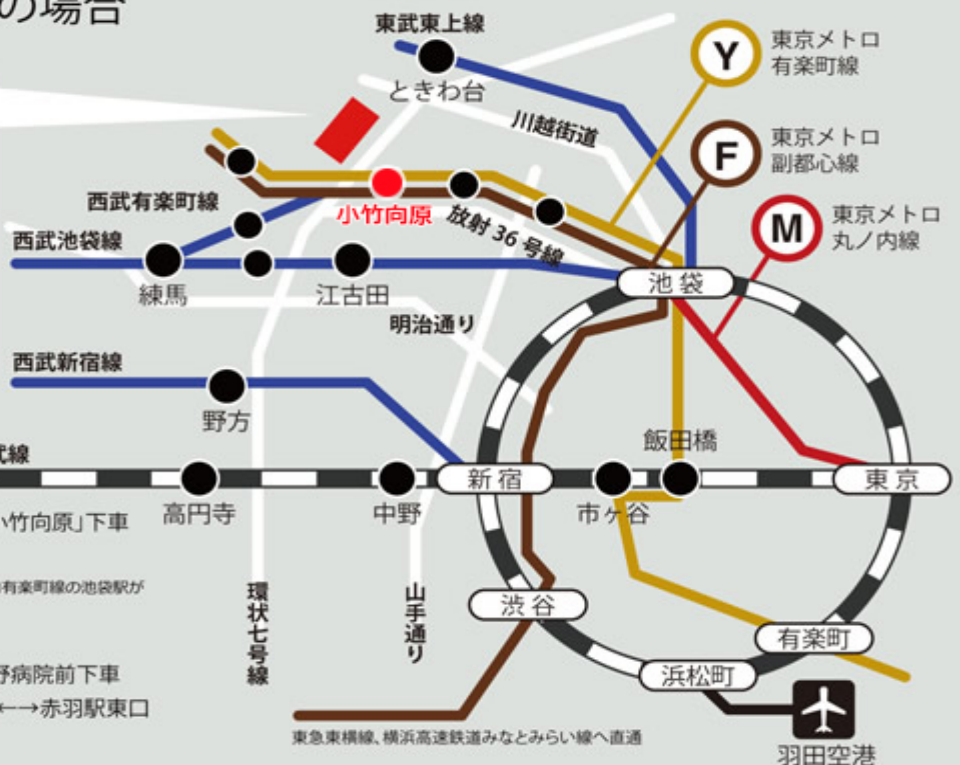 の場合
東武東上線
ときわ台
Y
東京メトロ
有楽町線
川越街道
F
東京メトロ
副都心線
西武有楽町線
小竹向原
放射36号線
M
東京メトロ
丸ノ内線
西武池袋線
練馬
江古田
池袋
明治通り
西武新宿線
野方
飯田橋
武線
新宿
東京
高円寺
中野
市ヶ谷
小竹向原」下車
有楽町線の池袋駅が
環状七号線
山手通り
渋谷
有楽町
野病院前下車
浜松町
←→赤羽駅東口
東急東横線、横浜高速鉄道みなとみらい線へ直通
羽田空港